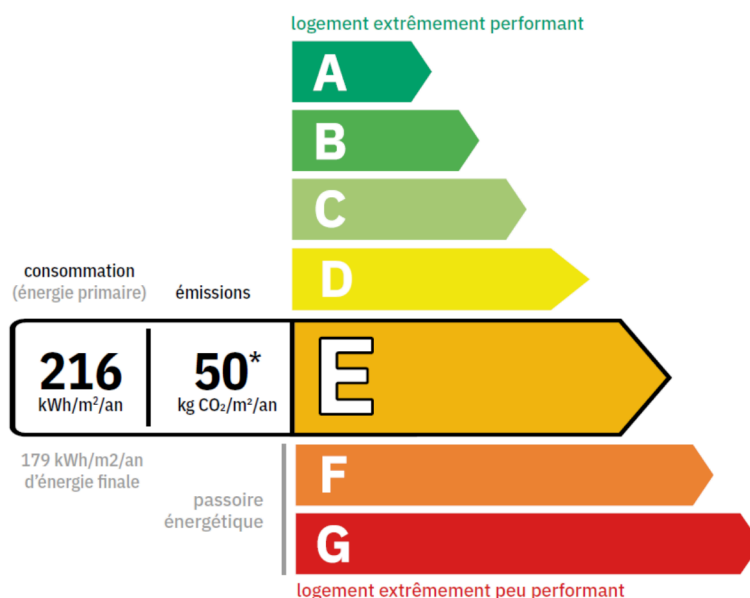 logement extrêmement performant
A
B
C
D
consommation
(énergie primaire)
émissions
216
kWh/m²/an
50*
kg CO₂/m²/an
E
179 kWh/m2/an
d'énergie finale
passoire
énergétique
F
G
logement extrêmement peu performant